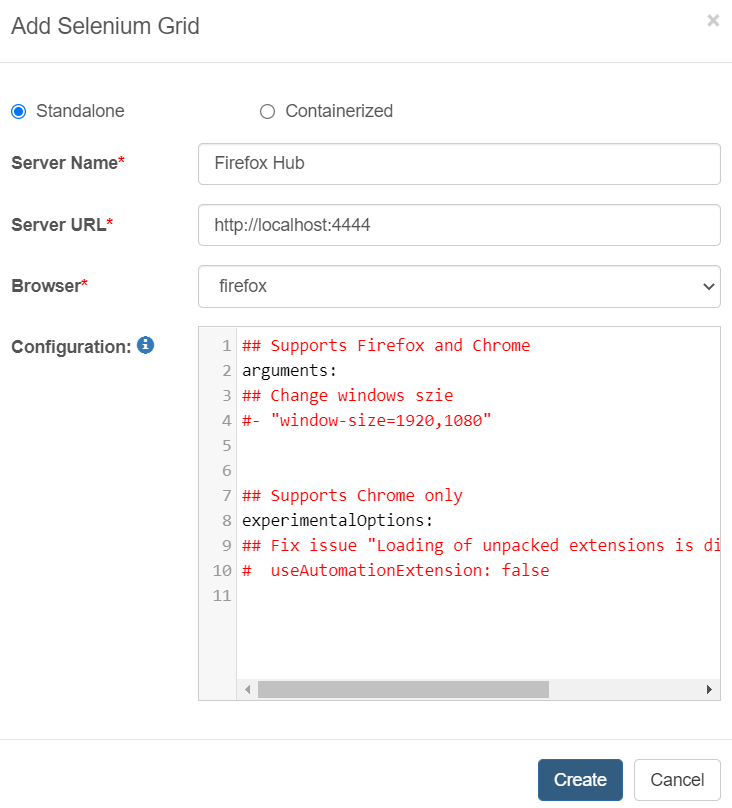 Add Selenium Grid ×
Standalone Containerized
Server Name* Firefox Hub
Server URL* http://localhost:4444
Browser* firefox
Configuration:
1 ## Supports Firefox and Chrome
2 arguments:
3 ## Change windows szie
4 #- "window-size=1920,1080"
5
6
7 ## Supports Chrome only
8 experimentalOptions:
9 ## Fix issue "Loading of unpacked extensions is di
10 #  useAutomationExtension: false
11
Create Cancel